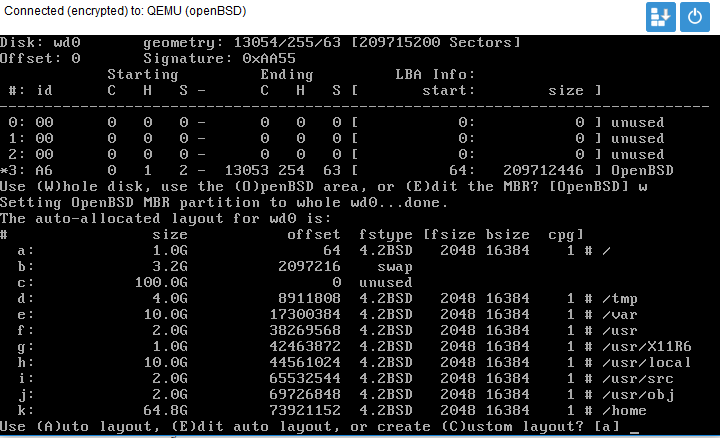 Connected (encrypted) to: QEMU (openBSD)
Disk: wd0       geometry: 13054/255/63 [209715200 Sectors]
Offset: 0       Signature: 0xAA55
            Starting         Ending         LBA Info:
 #: id      C   H   S -      C   H   S [       start:        size ]
-------------------------------------------------------------------------------
 0: 00      0   0   0 -      0   0   0 [           0:           0 ] unused
 1: 00      0   0   0 -      0   0   0 [           0:           0 ] unused
 2: 00      0   0   0 -      0   0   0 [           0:           0 ] unused
*3: A6      0   1   2 -  13053 254  63 [          64:   209712446 ] OpenBSD
Use (W)hole disk, use the (O)penBSD area, or (E)dit the MBR? [OpenBSD] w
Setting OpenBSD MBR partition to whole wd0...done.
The auto-allocated layout for wd0 is:
#                size           offset  fstype [fsize bsize  cpg]
  a:             1.0G               64  4.2BSD   2048 16384    1 # /
  b:             3.2G          2097216    swap
  c:           100.0G                0  unused
  d:             4.0G          8911808  4.2BSD   2048 16384    1 # /tmp
  e:            10.0G         17300384  4.2BSD   2048 16384    1 # /var
  f:             2.0G         38269568  4.2BSD   2048 16384    1 # /usr
  g:             1.0G         42463872  4.2BSD   2048 16384    1 # /usr/X11R6
  h:            10.0G         44561024  4.2BSD   2048 16384    1 # /usr/local
  i:             2.0G         65532544  4.2BSD   2048 16384    1 # /usr/src
  j:             2.0G         69726848  4.2BSD   2048 16384    1 # /usr/obj
  k:            64.8G         73921152  4.2BSD   2048 16384    1 # /home
Use (A)uto layout, (E)dit auto layout, or create (C)ustom layout? [a] _